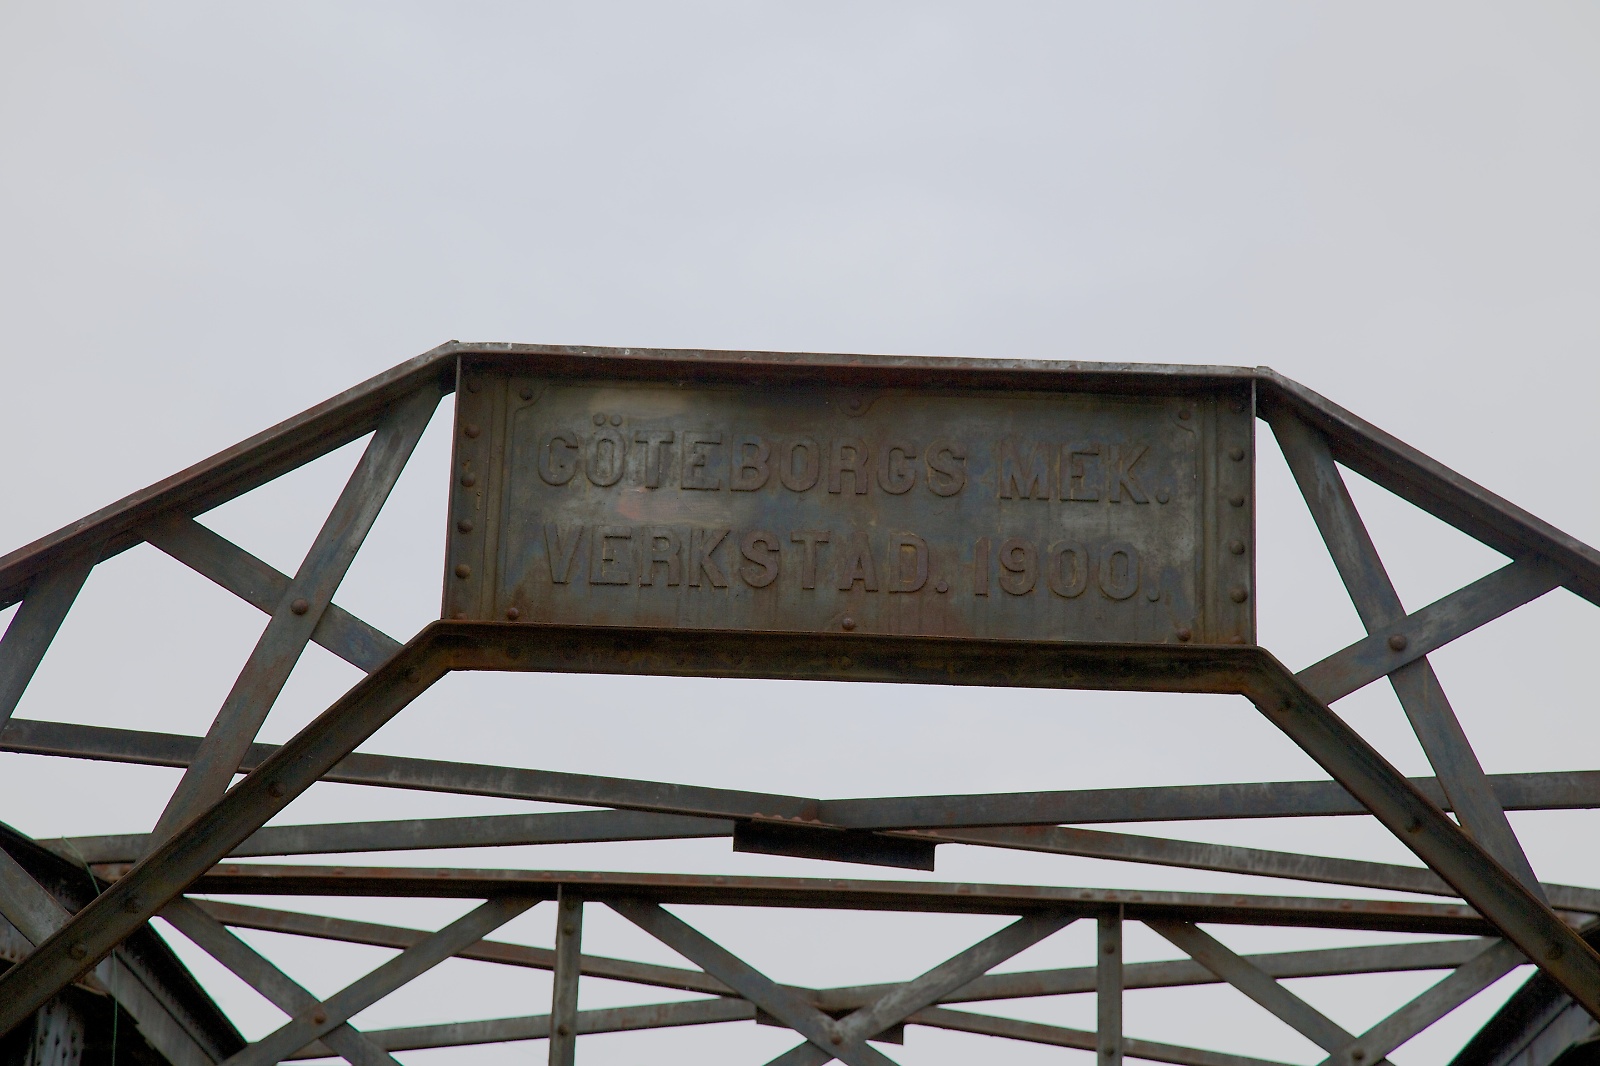 GÖTEBORGS MEK.
VERKSTAD. 1900.